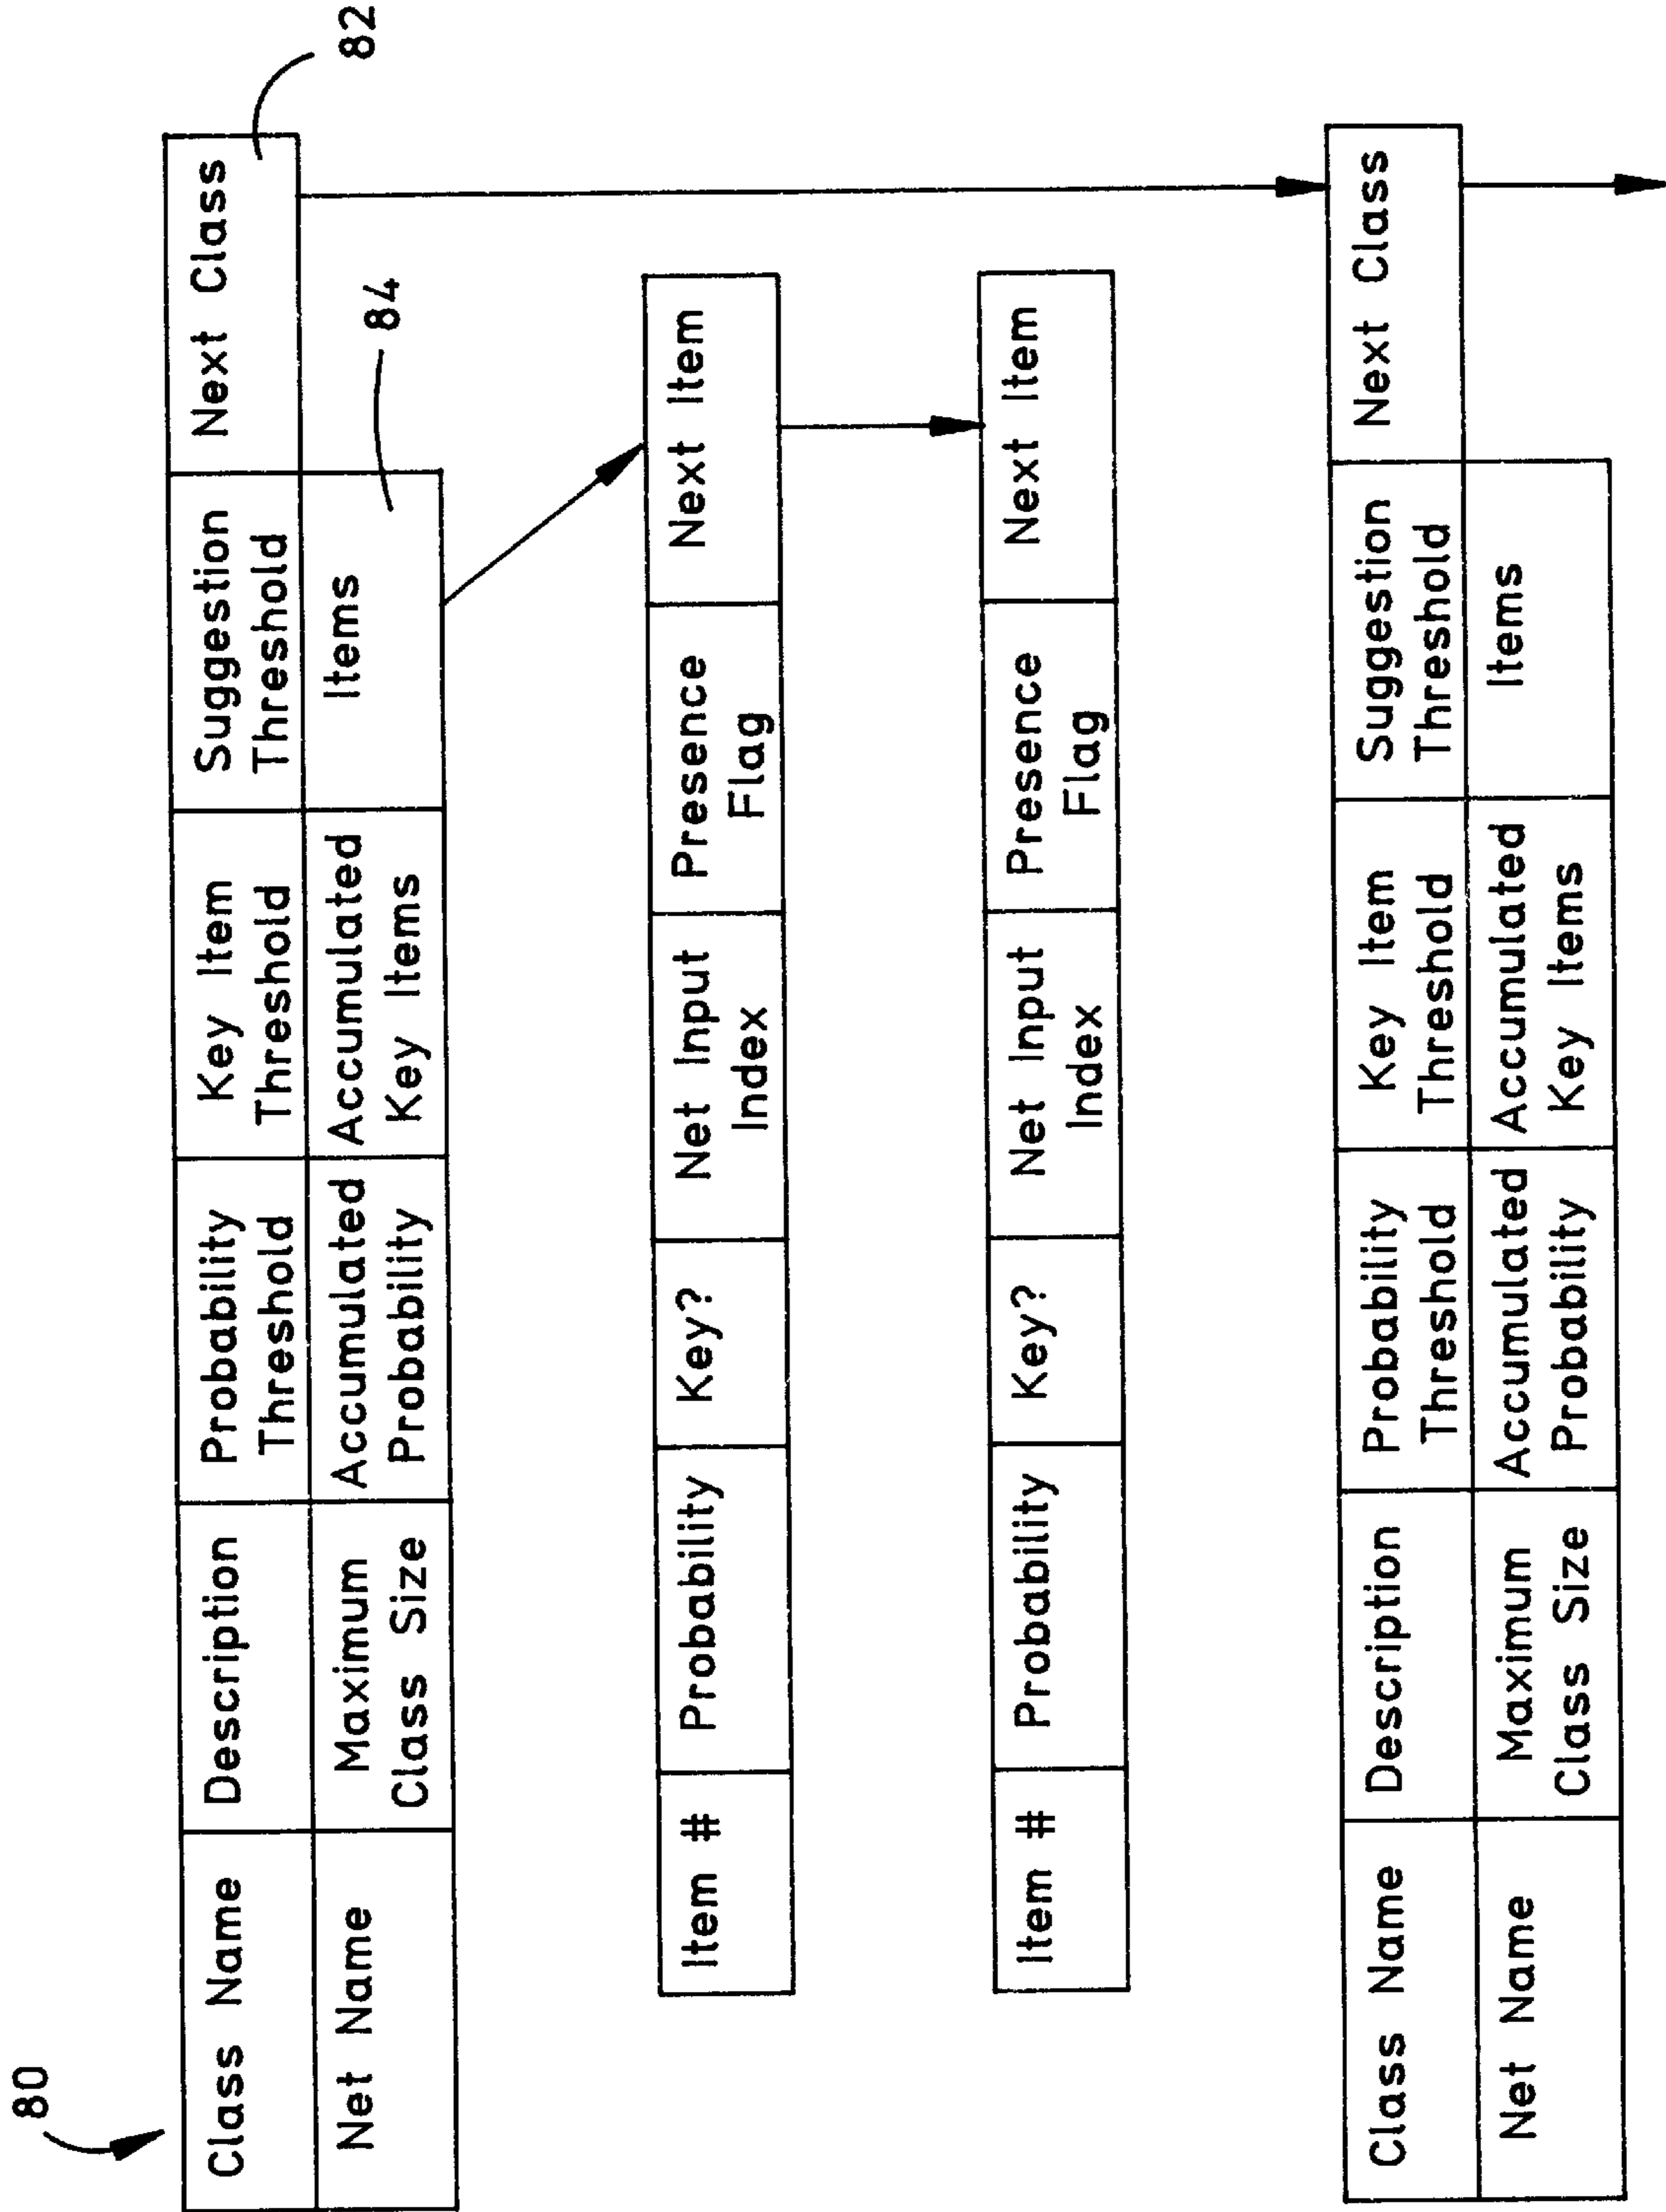 80
82
Class Name
Description
Probability
Threshold
Key Item
Threshold
Suggestion
Threshold
Next Class
Net Name
Maximum
Class Size
Accumulated
Probability
Accumulated
Key Items
Items
84
Item #
Probability
Key?
Net Input
Index
Presence
Flag
Next Item
Item #
Probability
Key?
Net Input
Index
Presence
Flag
Next Item
Class Name
Description
Probability
Threshold
Key Item
Threshold
Suggestion
Threshold
Next Class
Net Name
Maximum
Class Size
Accumulated
Probability
Accumulated
Key Items
Items